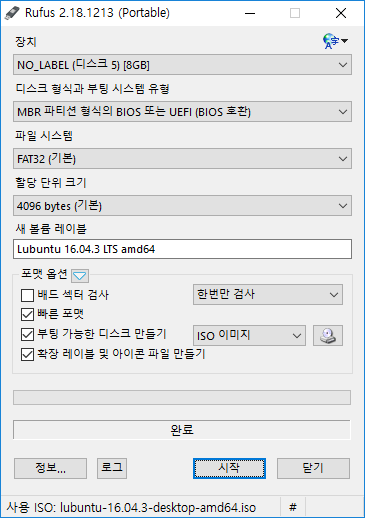 Rufus 2.18.1213 (Portable)
장치
NO_LABEL (디스크 5) [8GB]
디스크 형식과 부팅 시스템 유형
MBR 파티션 형식의 BIOS 또는 UEFI (BIOS 호환)
파일 시스템
FAT32 (기본)
할당 단위 크기
4096 bytes (기본)
새 볼륨 레이블
Lubuntu 16.04.3 LTS amd64
포맷 옵션
배드 섹터 검사 한번만 검사
빠른 포맷
부팅 가능한 디스크 만들기 ISO 이미지
확장 레이블 및 아이콘 파일 만들기
완료
정보... 로그 시작 닫기
사용 ISO: lubuntu-16.04.3-desktop-amd64.iso #